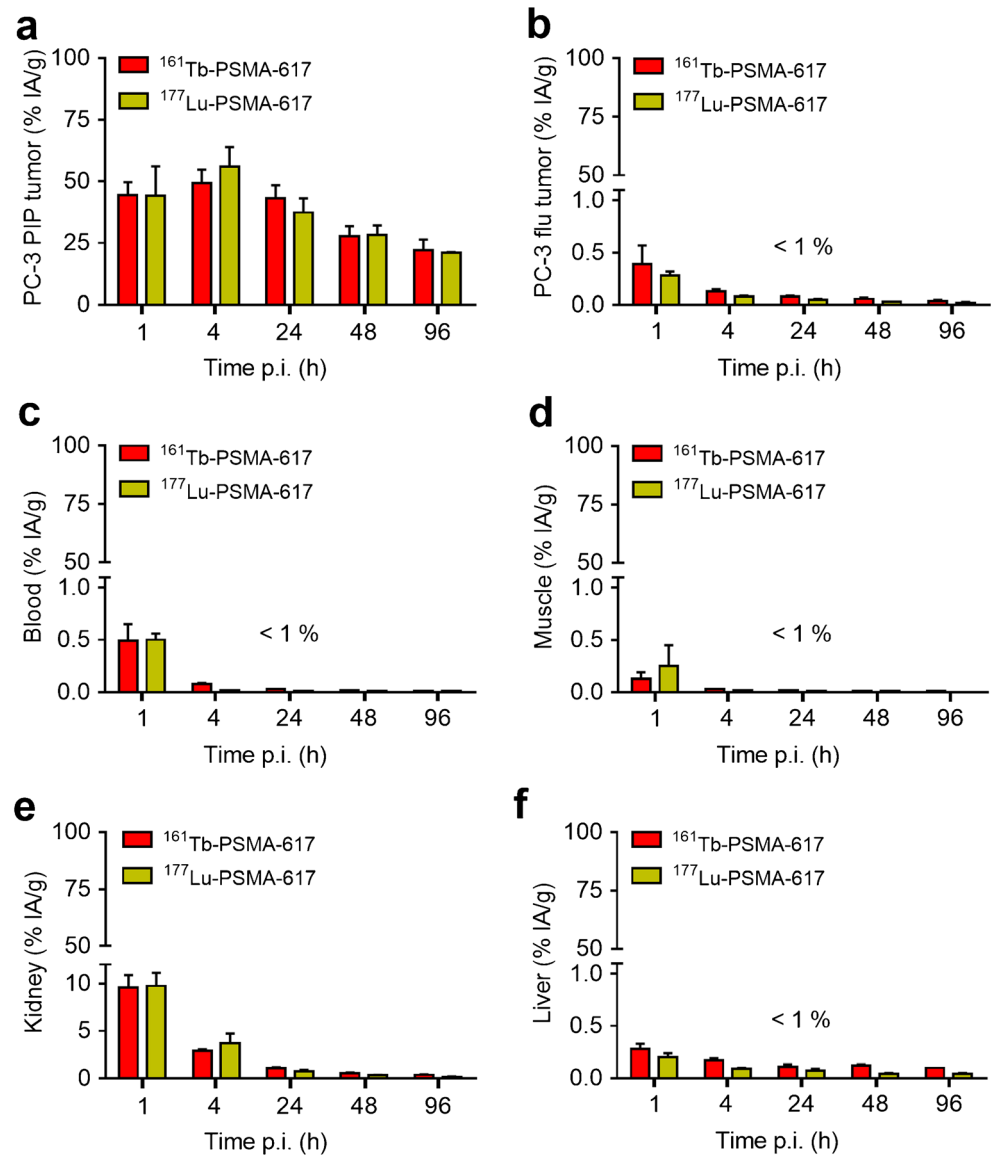 a
PC-3 PIP tumor (% IA/g)
100
75
50
25
0
161Tb-PSMA-617
177Lu-PSMA-617
1 4 24 48 96
Time p.i. (h)
b
PC-3 flu tumor (% IA/g)
100
75
50
1.0
0.5
0.0
161Tb-PSMA-617
177Lu-PSMA-617
< 1 %
1 4 24 48 96
Time p.i. (h)
c
Blood (% IA/g)
100
75
50
1.0
0.5
0.0
161Tb-PSMA-617
177Lu-PSMA-617
< 1 %
1 4 24 48 96
Time p.i. (h)
d
Muscle (% IA/g)
100
75
50
1.0
0.5
0.0
161Tb-PSMA-617
177Lu-PSMA-617
< 1 %
1 4 24 48 96
Time p.i. (h)
e
Kidney (% IA/g)
100
75
50
10
5
0
161Tb-PSMA-617
177Lu-PSMA-617
1 4 24 48 96
Time p.i. (h)
f
Liver (% IA/g)
100
75
50
1.0
0.5
0.0
161Tb-PSMA-617
177Lu-PSMA-617
< 1 %
1 4 24 48 96
Time p.i. (h)